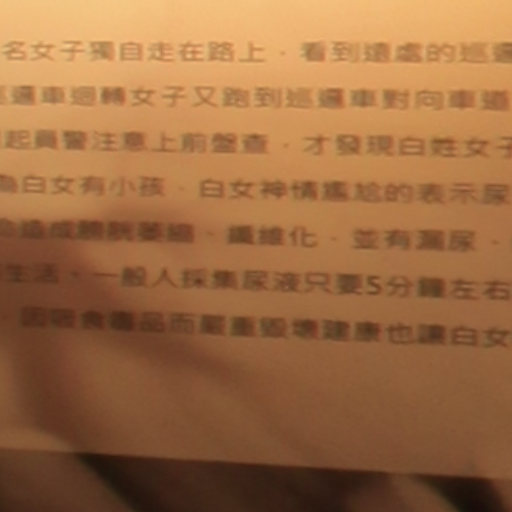 名女子獨自走在路上，看到遠處的巡邏
巡邏車迴轉女子又跑到巡邏車對向車道
起員警注意上前盤查，才發現白姓女子
為白女有小孩，白女神情尷尬的表示尿
造成膀胱萎縮、纖維化，並有漏尿、
生活，一般人採集尿液只要5分鐘左右
因吸食毒品而嚴重毀壞健康也讓白女